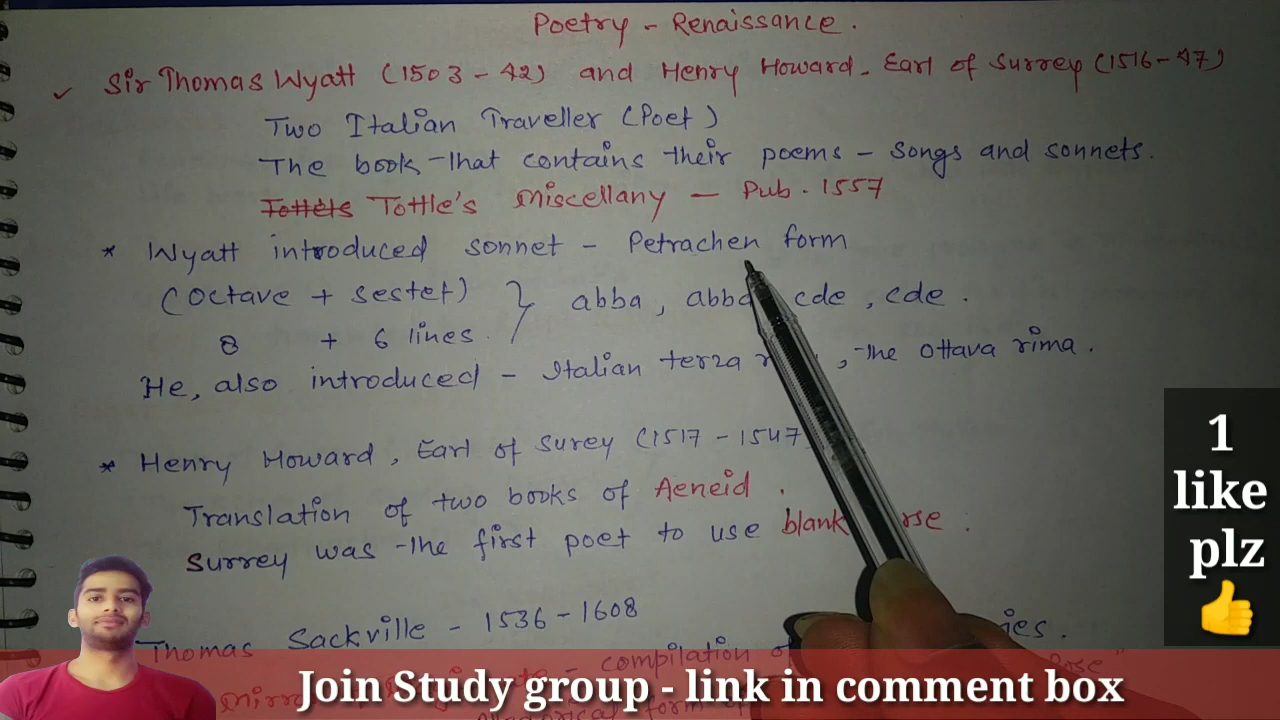 Poetry - Renaissance.
Sir Thomas Wyatt (1503-42) and Henry Howard. Earl of Surrey (1516-47)
Two Italian Traveller (Poet)
The book that contains their poems - Songs and sonnets.
Tottle's Miscellany - Pub. 1557
* Wyatt introduced sonnet - Petrachen form
(Octave + Sestet) } abba, abba cde, cde.
8 + 6 lines.
He, also introduced - Italian terza, the Ottava rima.
* Henry Howard, Earl of Surey (1517-1547
Translation of two books of Aeneid.
Surrey was the first poet to use blank rse.
Thomas Sackville - 1536-1608
compilation ies.
1
like
plz
Join Study group - link in comment box